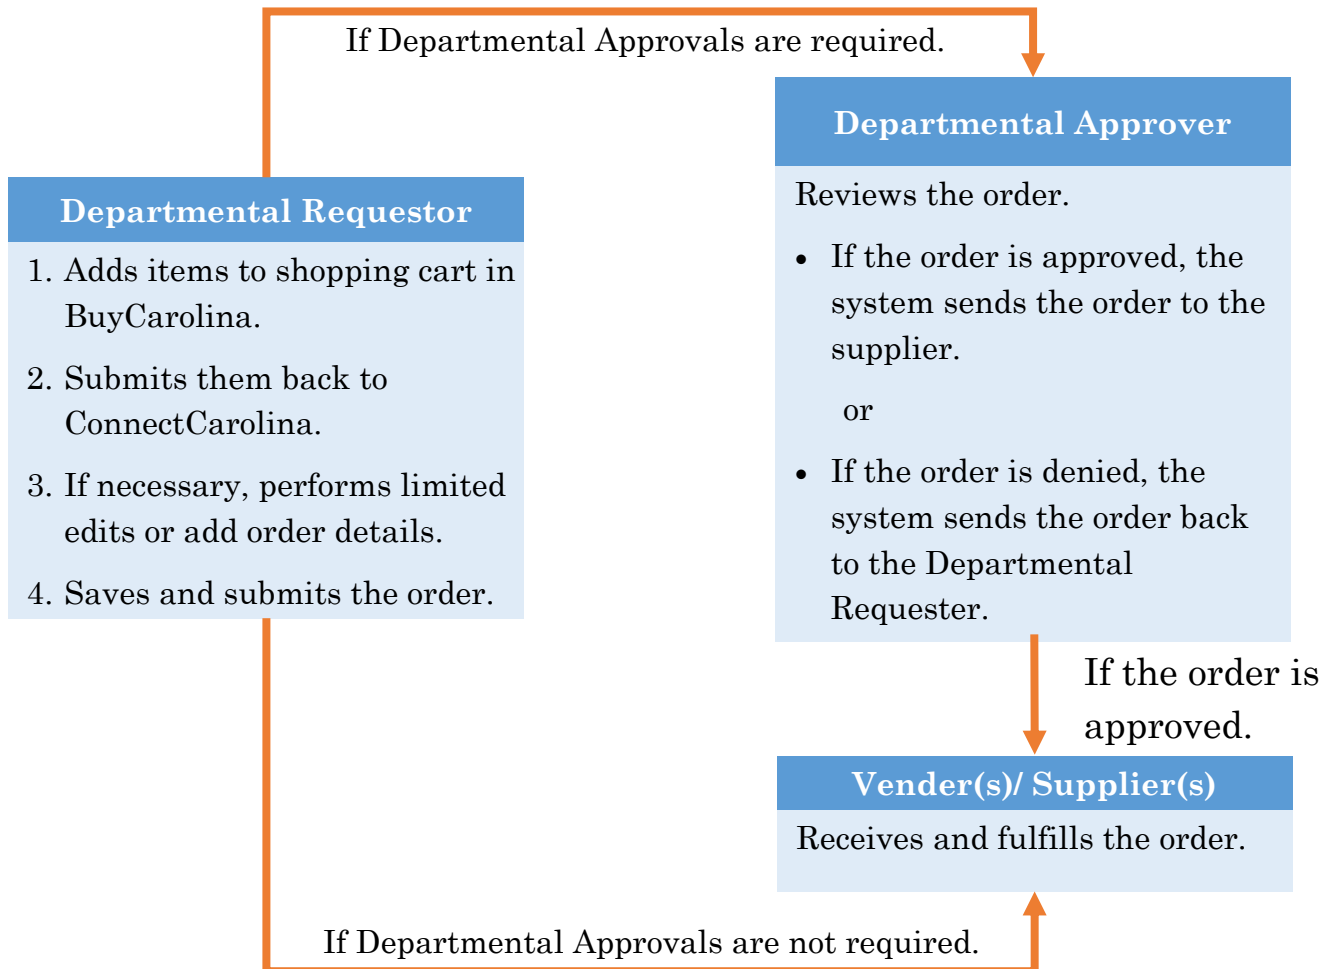 If Departmental Approvals are required.
Departmental Requestor
1. Adds items to shopping cart in
BuyCarolina.
2. Submits them back to
ConnectCarolina.
3. If necessary, performs limited
edits or add order details.
4. Saves and submits the order.
Departmental Approver
Reviews the order.
• If the order is approved, the
system sends the order to the
supplier.
or
• If the order is denied, the
system sends the order back
to the Departmental
Requester.
If the order is
approved.
Vender(s)/ Supplier(s)
Receives and fulfills the order.
If Departmental Approvals are not required.